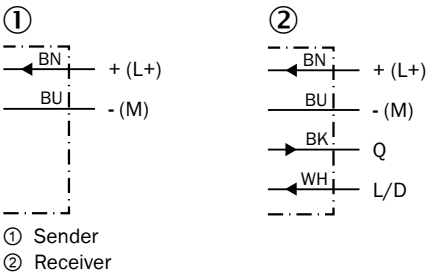 ① ②
BN + (L+) BN + (L+)
BU - (M) BU - (M)
BK Q
WH L/D
① Sender
② Receiver